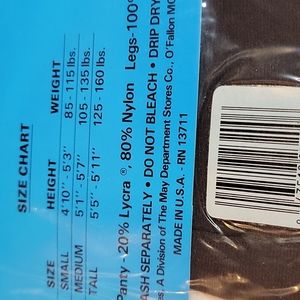 SIZE CHART
SIZE HEIGHT WEIGHT
SMALL 4'10" - 5'3" 85 - 115 lbs.
MEDIUM 5'1" - 5'7" 105 - 135 lbs.
TALL 5'5" - 5'11" 125 - 160 lbs.
Panty -20% Lycra ®, 80% Nylon Legs-100%
ASH SEPARATELY • DO NOT BLEACH • DRIP DRY
A Division of The May Department Stores Co., O'Fallon MO
MADE IN U.S.A. - RN 13711